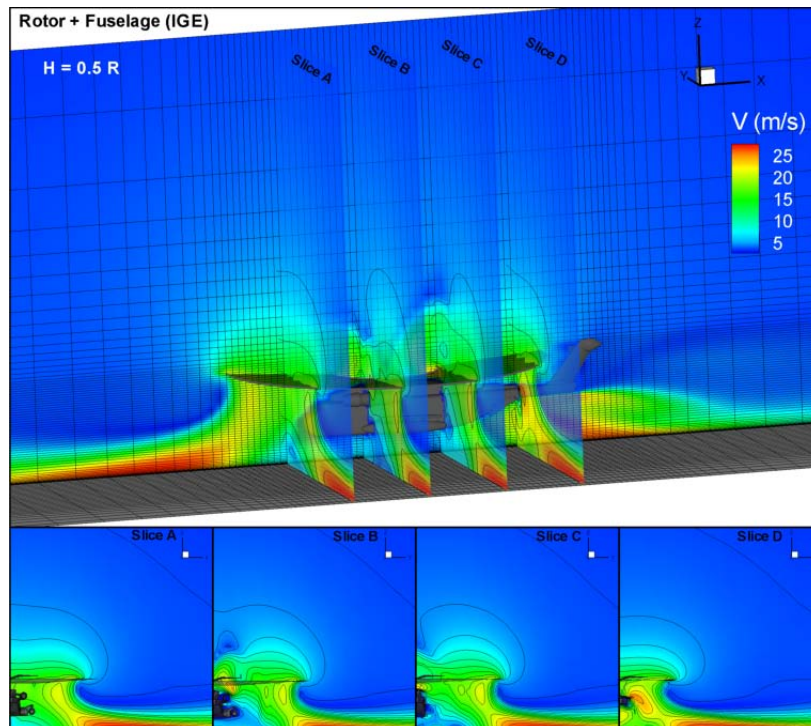 Rotor + Fuselage (IGE)
H = 0.5 R
Slice A
Slice B
Slice C
Slice D
Z
Y
X
V (m/s)
25
20
15
10
5
Slice A
Slice B
Slice C
Slice D